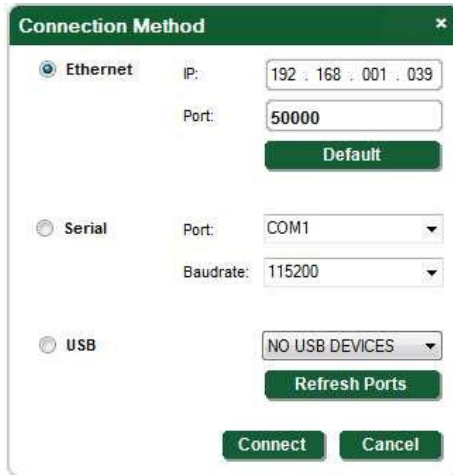 Connection Method ×
Ethernet IP: 192 . 168 . 001 . 039
Port: 50000
Default
Serial Port: COM1
Baudrate: 115200
USB NO USB DEVICES
Refresh Ports
Connect Cancel